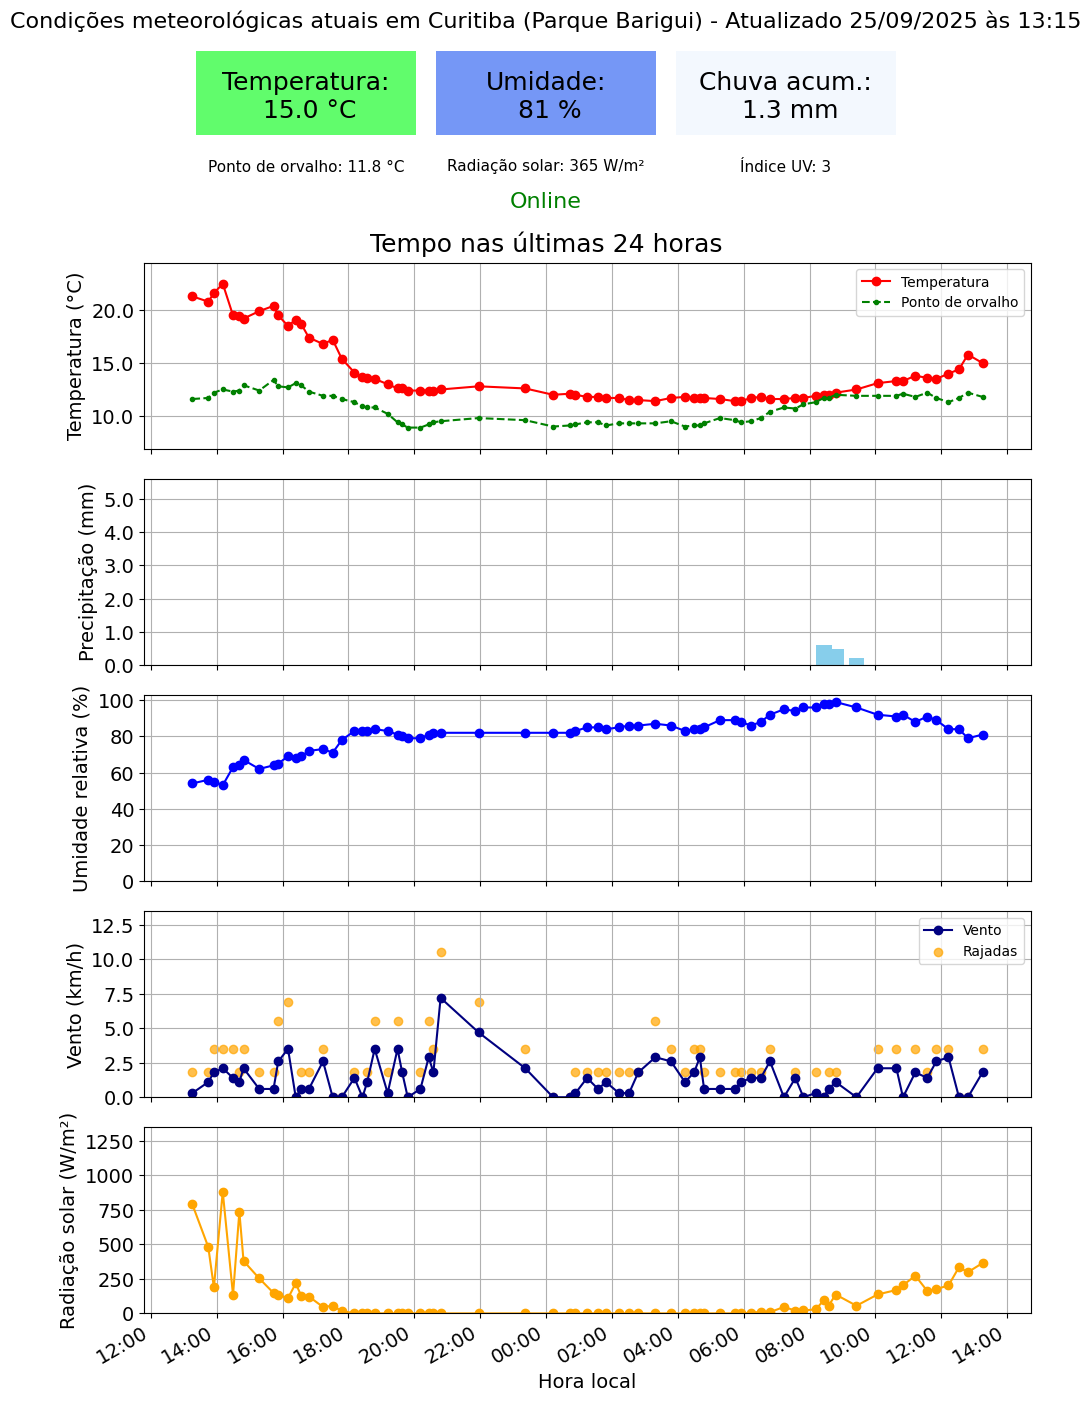 Condições meteorológicas atuais em Curitiba (Parque Barigui) - Atualizado 25/09/2025 às 13:15
Temperatura:
15.0 °C
Umidade:
81 %
Chuva acum.:
1.3 mm
Ponto de orvalho: 11.8 °C
Radiação solar: 365 W/m²
Índice UV: 3
Online
Tempo nas últimas 24 horas
Temperatura (°C)
20.0
15.0
10.0
Temperatura
Ponto de orvalho
Precipitação (mm)
5.0
4.0
3.0
2.0
1.0
0.0
Umidade relativa (%)
100
80
60
40
20
0
Vento (km/h)
12.5
10.0
7.5
5.0
2.5
0.0
Vento
Rajadas
Radiação solar (W/m²)
1250
1000
750
500
250
0
12:00
14:00
16:00
18:00
20:00
22:00
00:00
02:00
04:00
06:00
08:00
10:00
12:00
14:00
Hora local